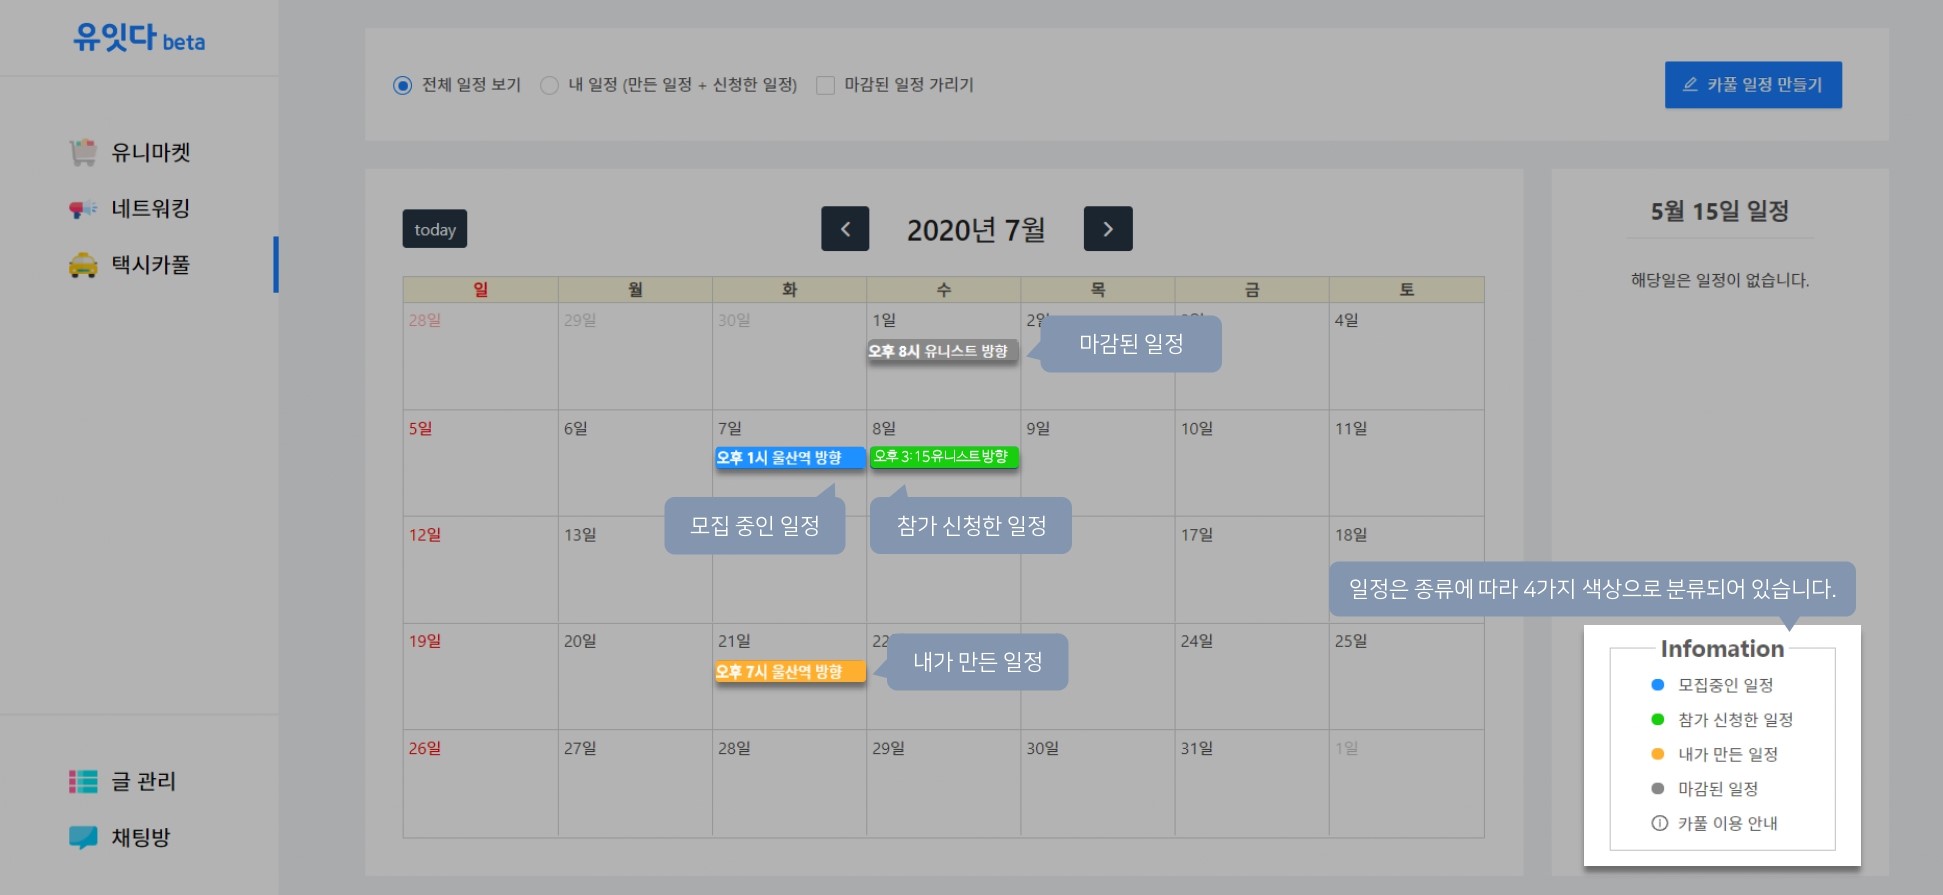 유잇다 beta
전체 일정 보기
내 일정 (만든 일정 + 신청한 일정)
마감된 일정 가리기
카풀 일정 만들기
유니마켓
네트워킹
택시카풀
글 관리
채팅방
today
2020년 7월
일 월 화 수 목 금 토
28일 29일 30일 1일 2일 4일
오후 8시 유니스트 방향
마감된 일정
5일 6일 7일 8일 9일 10일 11일
오후 1시 울산역 방향
오후 3:15유니스트방향
모집 중인 일정
참가 신청한 일정
12일 13일 17일 18일
19일 20일 21일 22 24일 25일
오후 7시 울산역 방향
내가 만든 일정
26일 27일 28일 29일 30일 31일 1일
5월 15일 일정
해당일은 일정이 없습니다.
일정은 종류에 따라 4가지 색상으로 분류되어 있습니다.
Infomation
모집중인 일정
참가 신청한 일정
내가 만든 일정
마감된 일정
카풀 이용 안내